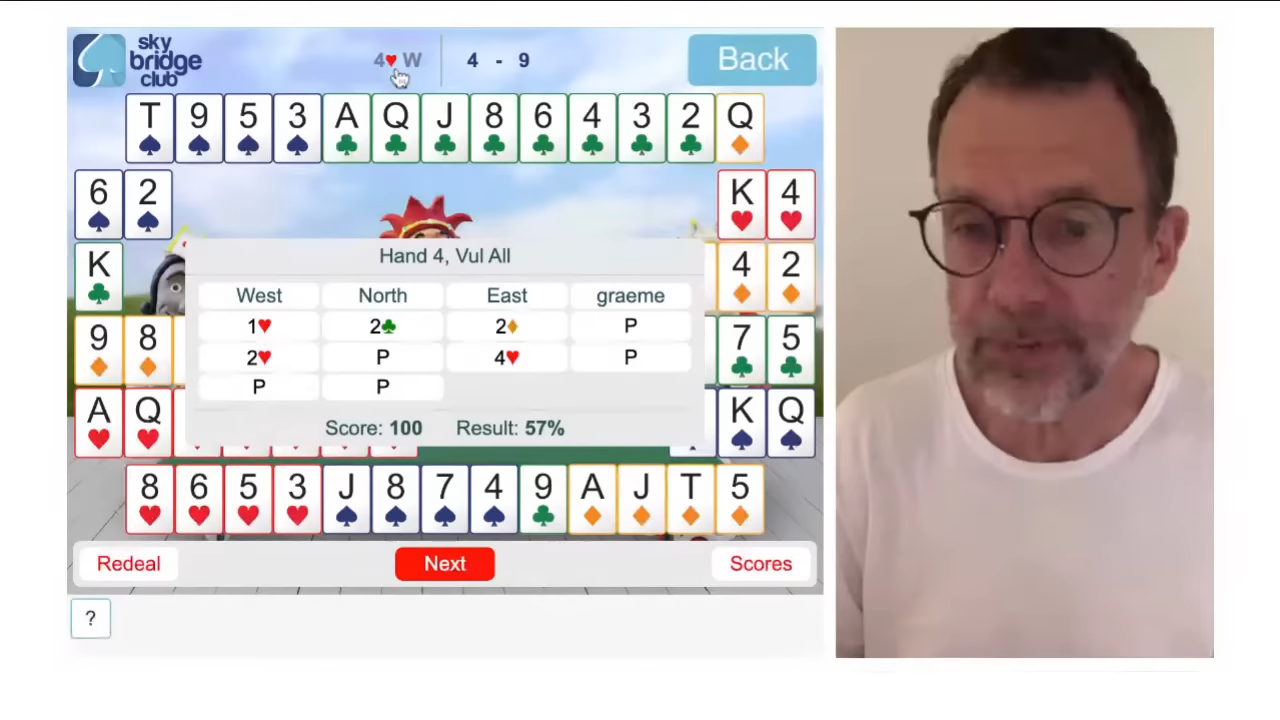 sky
bridge
club
4♥ W
4 - 9
Back
T 9 5 3 A Q J 8 6 4 3 2 Q
6 2
K 4
K
4 2
9 8
7 5
A Q
K Q
Hand 4, Vul All
West North East graeme
1♥ 2♣ 2♦ P
2♥ P 4♥ P
P P
Score: 100 Result: 57%
8 6 5 3 J 8 7 4 9 A J T 5
Redeal Next Scores
?